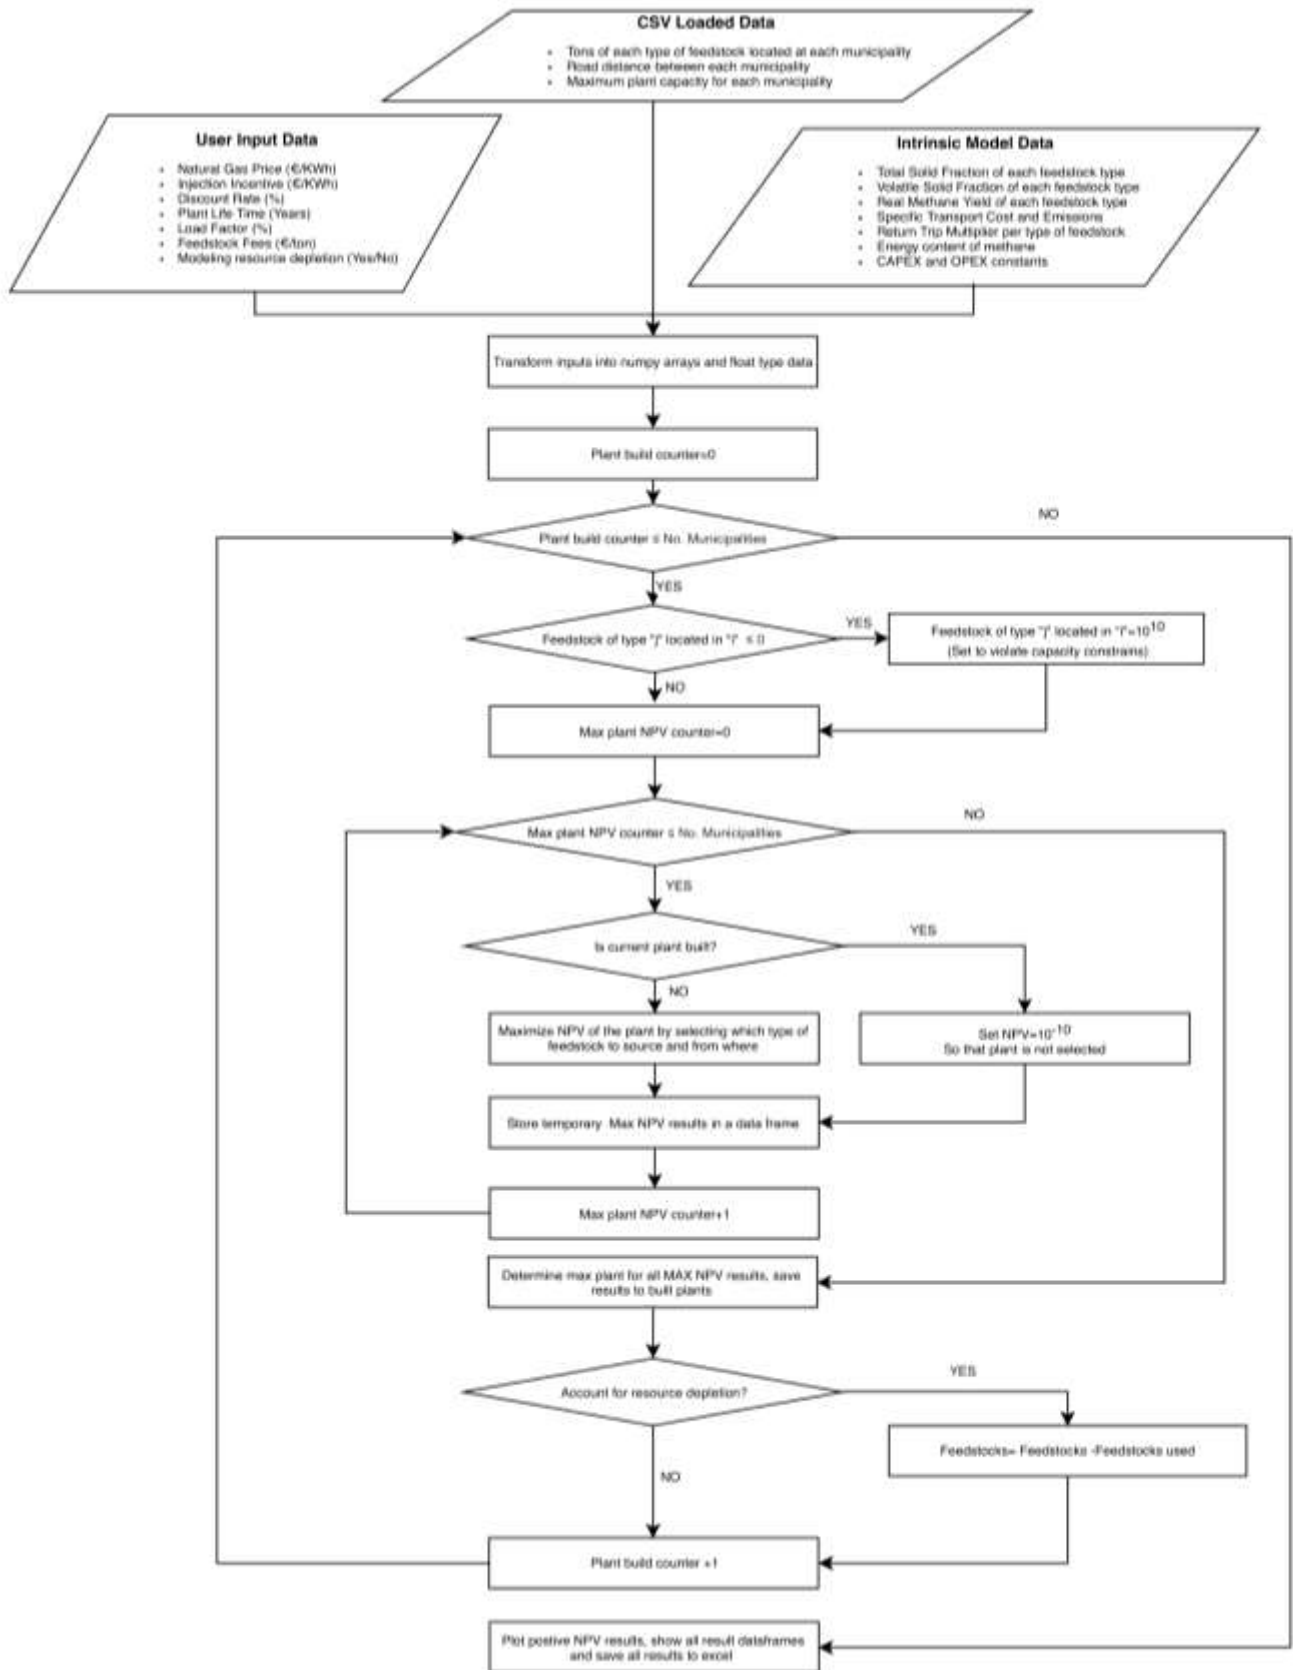 CSV Loaded Data
• Tons of each type of feedstock located at each municipality
• Road distance between each municipality
• Maximum plant capacity for each municipality
User Input Data
• Natural Gas Price (€/KWh)
• Injection Incentive (€/KWh)
• Discount Rate (%)
• Plant Life Time (Years)
• Load Factor (%)
• Feedstock Fees (€/ton)
• Modeling resource depletion (Yes/No)
Intrinsic Model Data
• Total Solid Fraction of each feedstock type
• Volatile Solid Fraction of each feedstock type
• Real Methane Yield of each feedstock type
• Specific Transport Cost and Emissions
• Return Trip Multiplier per type of feedstock
• Energy content of methane
• CAPEX and OPEX constants
Transform inputs into numpy arrays and float type data
Plant build counter=0
Plant build counter ≤ No. Municipalities
NO
YES
Feedstock of type "j" located in "i" ≤ 0
YES
Feedstock of type "j" located in "i"=10^10
(Set to violate capacity constrains)
NO
Max plant NPV counter=0
Max plant NPV counter ≤ No. Municipalities
NO
YES
Is current plant built?
YES
NO
Maximize NPV of the plant by selecting which type of
feedstock to source and from where
Set NPV=10^-10
So that plant is not selected
Store temporary Max NPV results in a data frame
Max plant NPV counter+1
Determine max plant for all MAX NPV results, save
results to built plants
Account for resource depletion?
YES
Feedstocks= Feedstocks -Feedstocks used
NO
Plant build counter +1
Plot postive NPV results, show all result dataframes
and save all results to excel